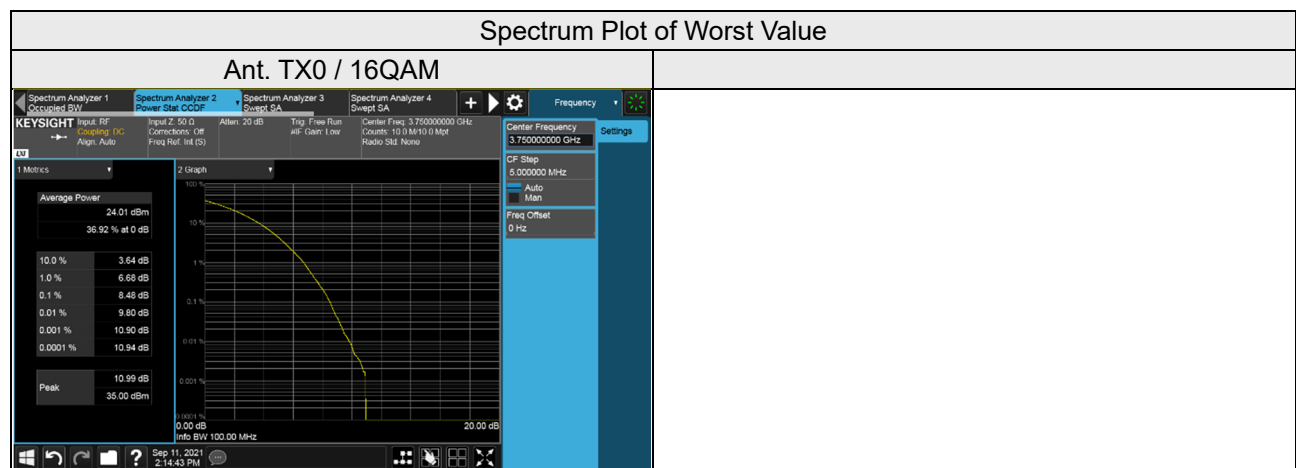 Spectrum Plot of Worst Value
Ant. TX0 / 16QAM
Spectrum Analyzer 1
Occupied BW
Spectrum Analyzer 2
Power Stat CCDF
Spectrum Analyzer 3
Swept SA
Spectrum Analyzer 4
Swept SA
+
Frequency
KEYSIGHT
Input: RF
Coupling: DC
Align: Auto
Input Z: 50 Ω
Corrections: Off
Freq Ref: Int (S)
Atten: 20 dB
Trig: Free Run
#IF Gain: Low
Center Freq: 3.750000000 GHz
Counts: 10.0 M/10.0 Mpt
Radio Std: None
LXI
Center Frequency
3.750000000 GHz
Settings
CF Step
5.000000 MHz
Auto
Man
Freq Offset
0 Hz
1 Metrics
Average Power
24.01 dBm
36.92 % at 0 dB
10.0 % 3.64 dB
1.0 % 6.68 dB
0.1 % 8.48 dB
0.01 % 9.80 dB
0.001 % 10.90 dB
0.0001 % 10.94 dB
Peak
10.99 dB
35.00 dBm
2 Graph
100 %
10 %
1 %
0.1 %
0.01 %
0.001 %
0.0001 %
0.00 dB 20.00 dB
Info BW 100.00 MHz
?
Sep 11, 2021
2:14:43 PM